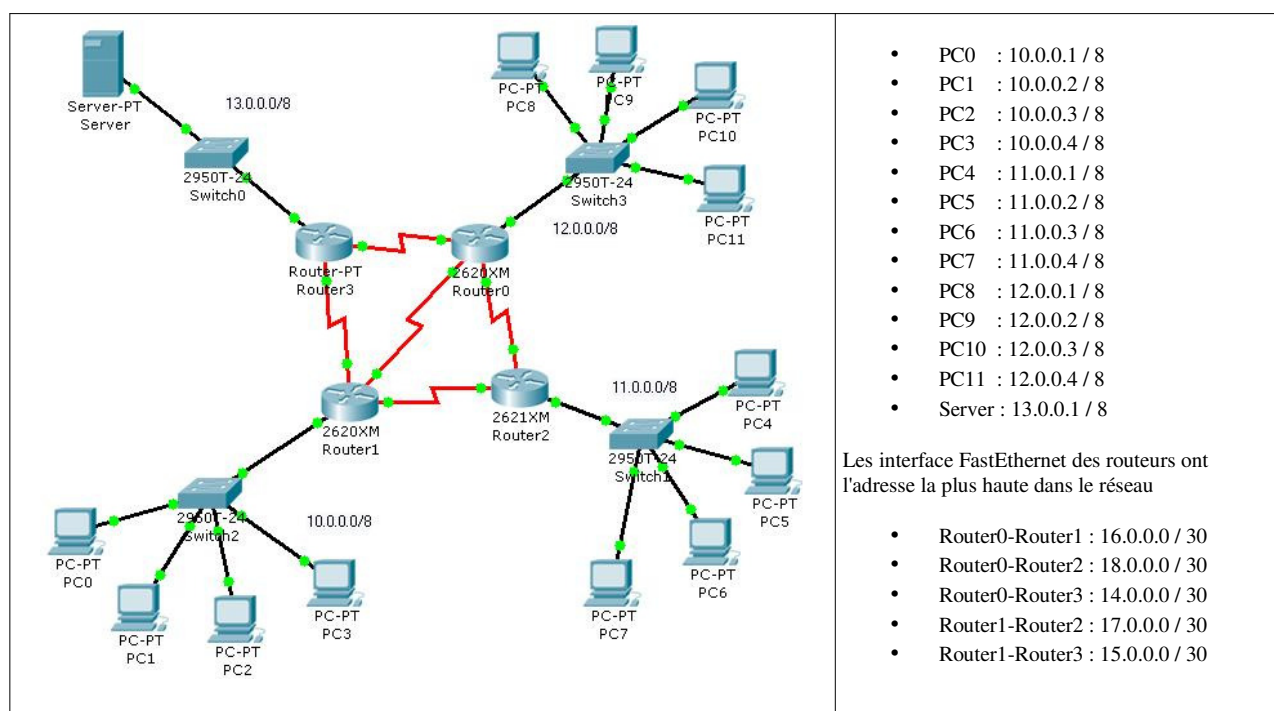 Server-PT
Server
13.0.0.0/8
2950T-24
Switch0
PC-PT
PC8
PC-PT
PC9
PC-PT
PC10
PC-PT
PC11
2950T-24
Switch3
12.0.0.0/8
Router-PT
Router3
2620XM
Router0
2620XM
Router1
2621XM
Router2
11.0.0.0/8
2950T-24
Switch1
PC-PT
PC4
PC-PT
PC5
PC-PT
PC6
PC-PT
PC7
2950T-24
Switch2
10.0.0.0/8
PC-PT
PC0
PC-PT
PC1
PC-PT
PC2
PC-PT
PC3
• PC0 : 10.0.0.1 / 8
• PC1 : 10.0.0.2 / 8
• PC2 : 10.0.0.3 / 8
• PC3 : 10.0.0.4 / 8
• PC4 : 11.0.0.1 / 8
• PC5 : 11.0.0.2 / 8
• PC6 : 11.0.0.3 / 8
• PC7 : 11.0.0.4 / 8
• PC8 : 12.0.0.1 / 8
• PC9 : 12.0.0.2 / 8
• PC10 : 12.0.0.3 / 8
• PC11 : 12.0.0.4 / 8
• Server : 13.0.0.1 / 8
Les interface FastEthernet des routeurs ont
l'adresse la plus haute dans le réseau
• Router0-Router1 : 16.0.0.0 / 30
• Router0-Router2 : 18.0.0.0 / 30
• Router0-Router3 : 14.0.0.0 / 30
• Router1-Router2 : 17.0.0.0 / 30
• Router1-Router3 : 15.0.0.0 / 30